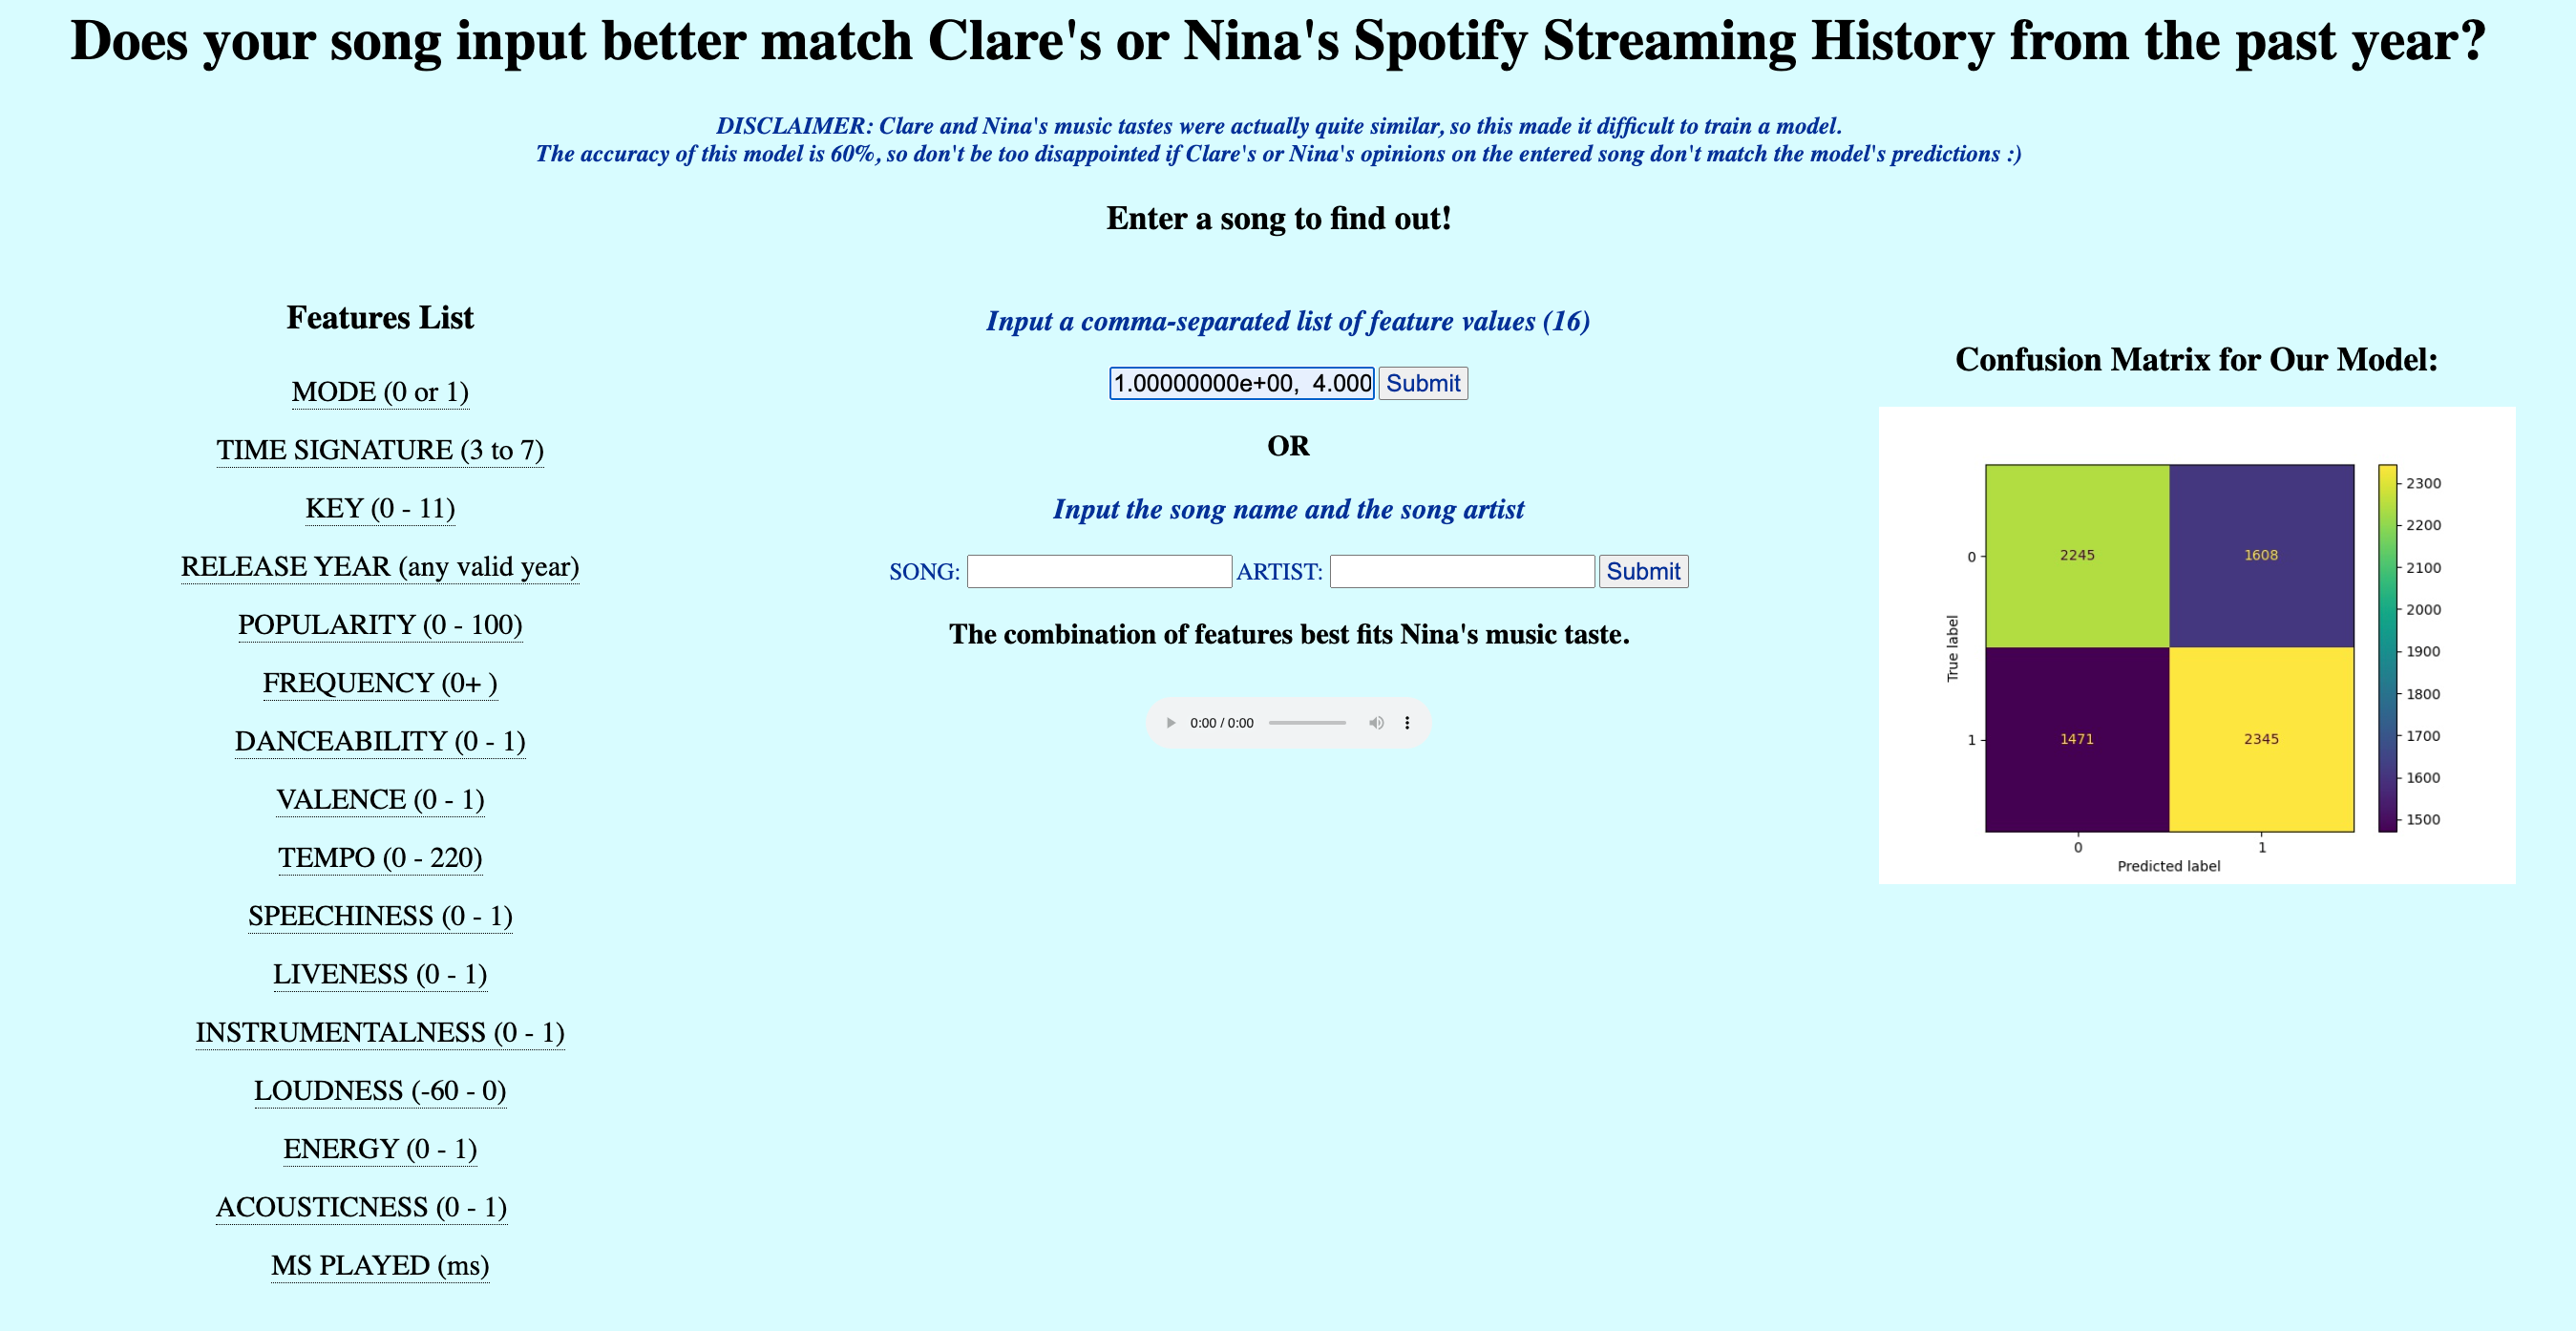 Does your song input better match Clare's or Nina's Spotify Streaming History from the past year?
DISCLAIMER: Clare and Nina's music tastes were actually quite similar, so this made it difficult to train a model.
The accuracy of this model is 60%, so don't be too disappointed if Clare's or Nina's opinions on the entered song don't match the model's predictions :)
Enter a song to find out!
Features List
MODE (0 or 1)
TIME SIGNATURE (3 to 7)
KEY (0 - 11)
RELEASE YEAR (any valid year)
POPULARITY (0 - 100)
FREQUENCY (0+ )
DANCEABILITY (0 - 1)
VALENCE (0 - 1)
TEMPO (0 - 220)
SPEECHINESS (0 - 1)
LIVENESS (0 - 1)
INSTRUMENTALNESS (0 - 1)
LOUDNESS (-60 - 0)
ENERGY (0 - 1)
ACOUSTICNESS (0 - 1)
MS PLAYED (ms)
Input a comma-separated list of feature values (16)
1.00000000e+00, 4.000 Submit
OR
Input the song name and the song artist
SONG: ARTIST: Submit
The combination of features best fits Nina's music taste.
0:00 / 0:00
Confusion Matrix for Our Model:
True label
0
1
2245 1608
1471 2345
0 1
Predicted label
2300
2200
2100
2000
1900
1800
1700
1600
1500